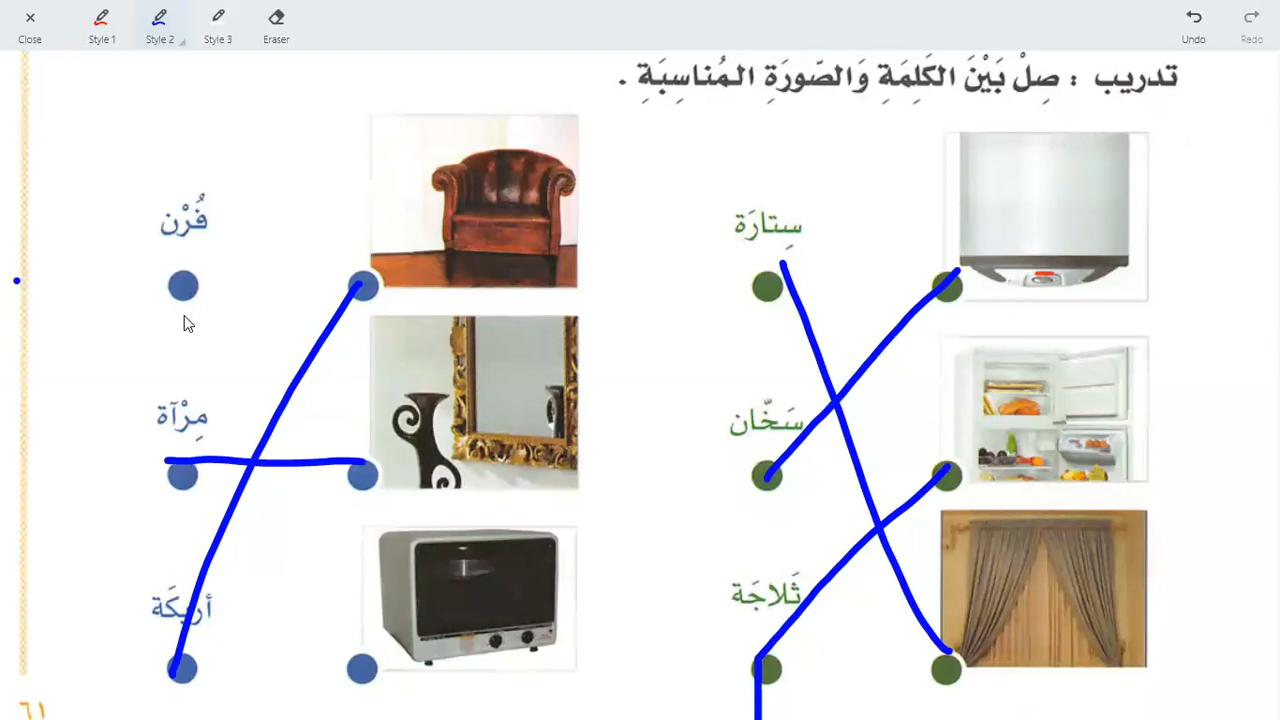 Close
Style 1
Style 2
Style 3
Eraser
Undo
Redo
تدريب : صِلْ بَيْنَ الكَلِمَةِ وَالصّورَةِ المُناسِبَةِ .
سِتارَة
سَخّان
ثَلاجَة
فُرْن
مِرْآة
أريكَة
٦١